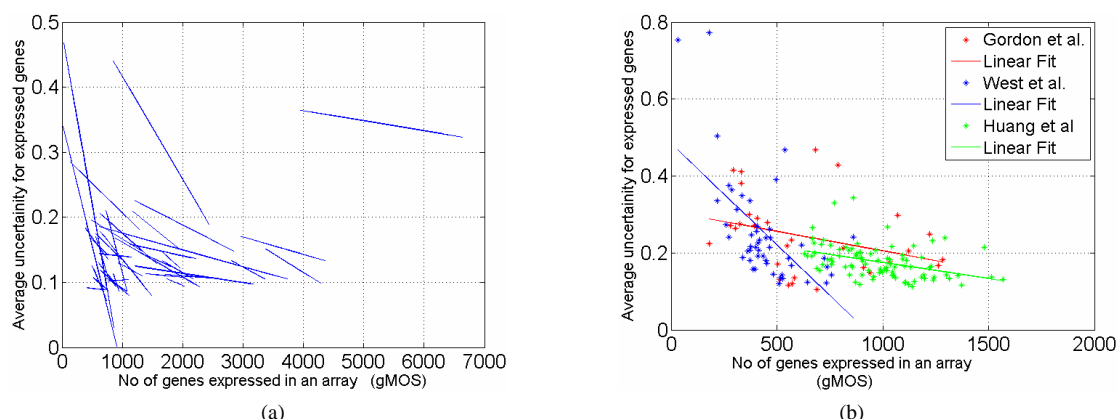 0.5
0.4
0.3
0.2
0.1
0
Average uncertainity for expressed genes
0 1000 2000 3000 4000 5000 6000 7000
No of genes expressed in an array (gMOS)
(a)
0.8
0.6
0.4
0.2
0
Average uncertainty for expressed genes
Gordon et al.
Linear Fit
West et al.
Linear Fit
Huang et al
Linear Fit
0 500 1000 1500 2000
No of genes expressed in an array
(gMOS)
(b)